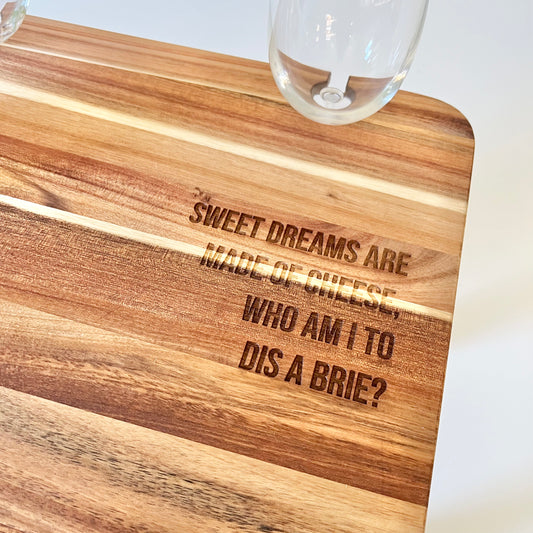 SWEET DREAMS ARE
MADE OF CHEESE,
WHO AM I TO
DIS A BRIE?